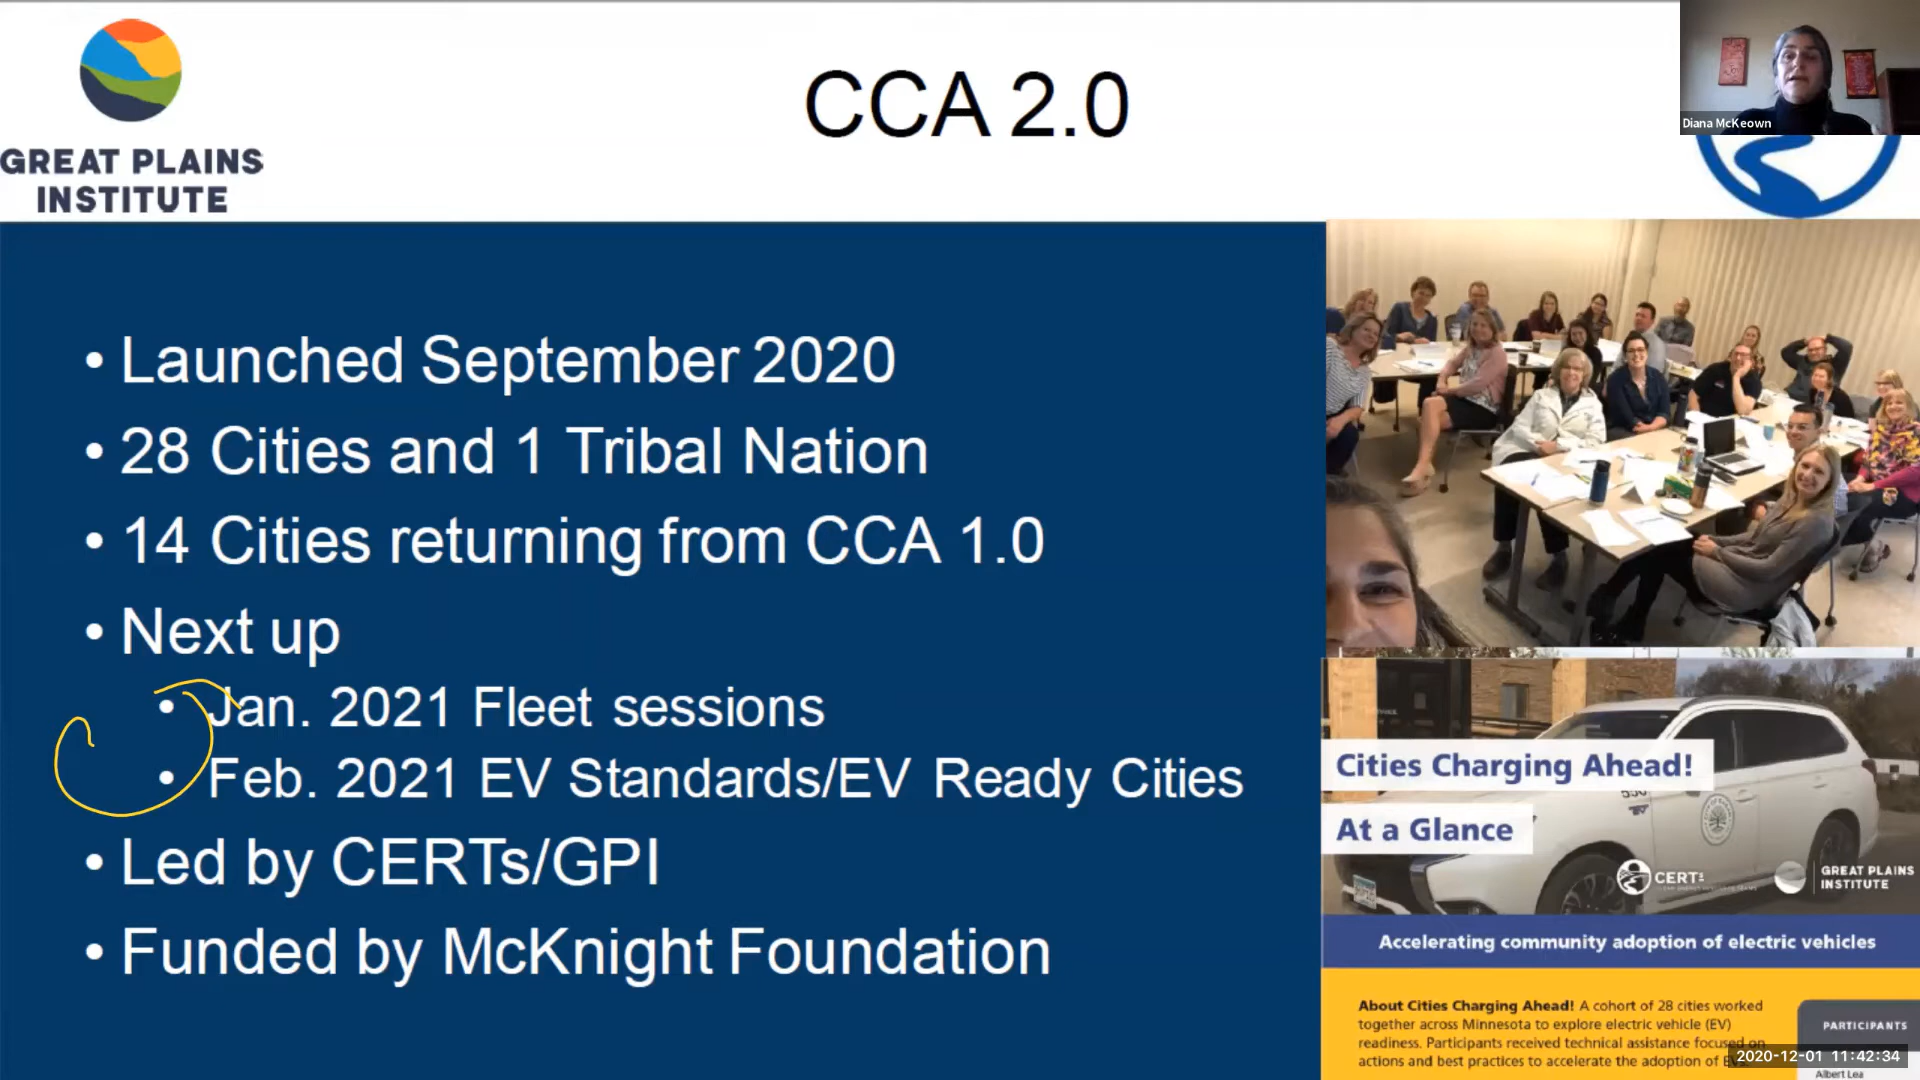 GREAT PLAINS
INSTITUTE
CCA 2.0
Diana McKeown
• Launched September 2020
• 28 Cities and 1 Tribal Nation
• 14 Cities returning from CCA 1.0
• Next up
• Jan. 2021 Fleet sessions
• Feb. 2021 EV Standards/EV Ready Cities
• Led by CERTs/GPI
• Funded by McKnight Foundation
Cities Charging Ahead!
At a Glance
CERTs
GREAT PLAINS
INSTITUTE
Accelerating community adoption of electric vehicles
About Cities Charging Ahead! A cohort of 28 cities worked
together across Minnesota to explore electric vehicle (EV)
readiness. Participants received technical assistance focused on
actions and best practices to accelerate the adoption of
PARTICIPANTS
Albert Lea
2020-12-01 11:42:34